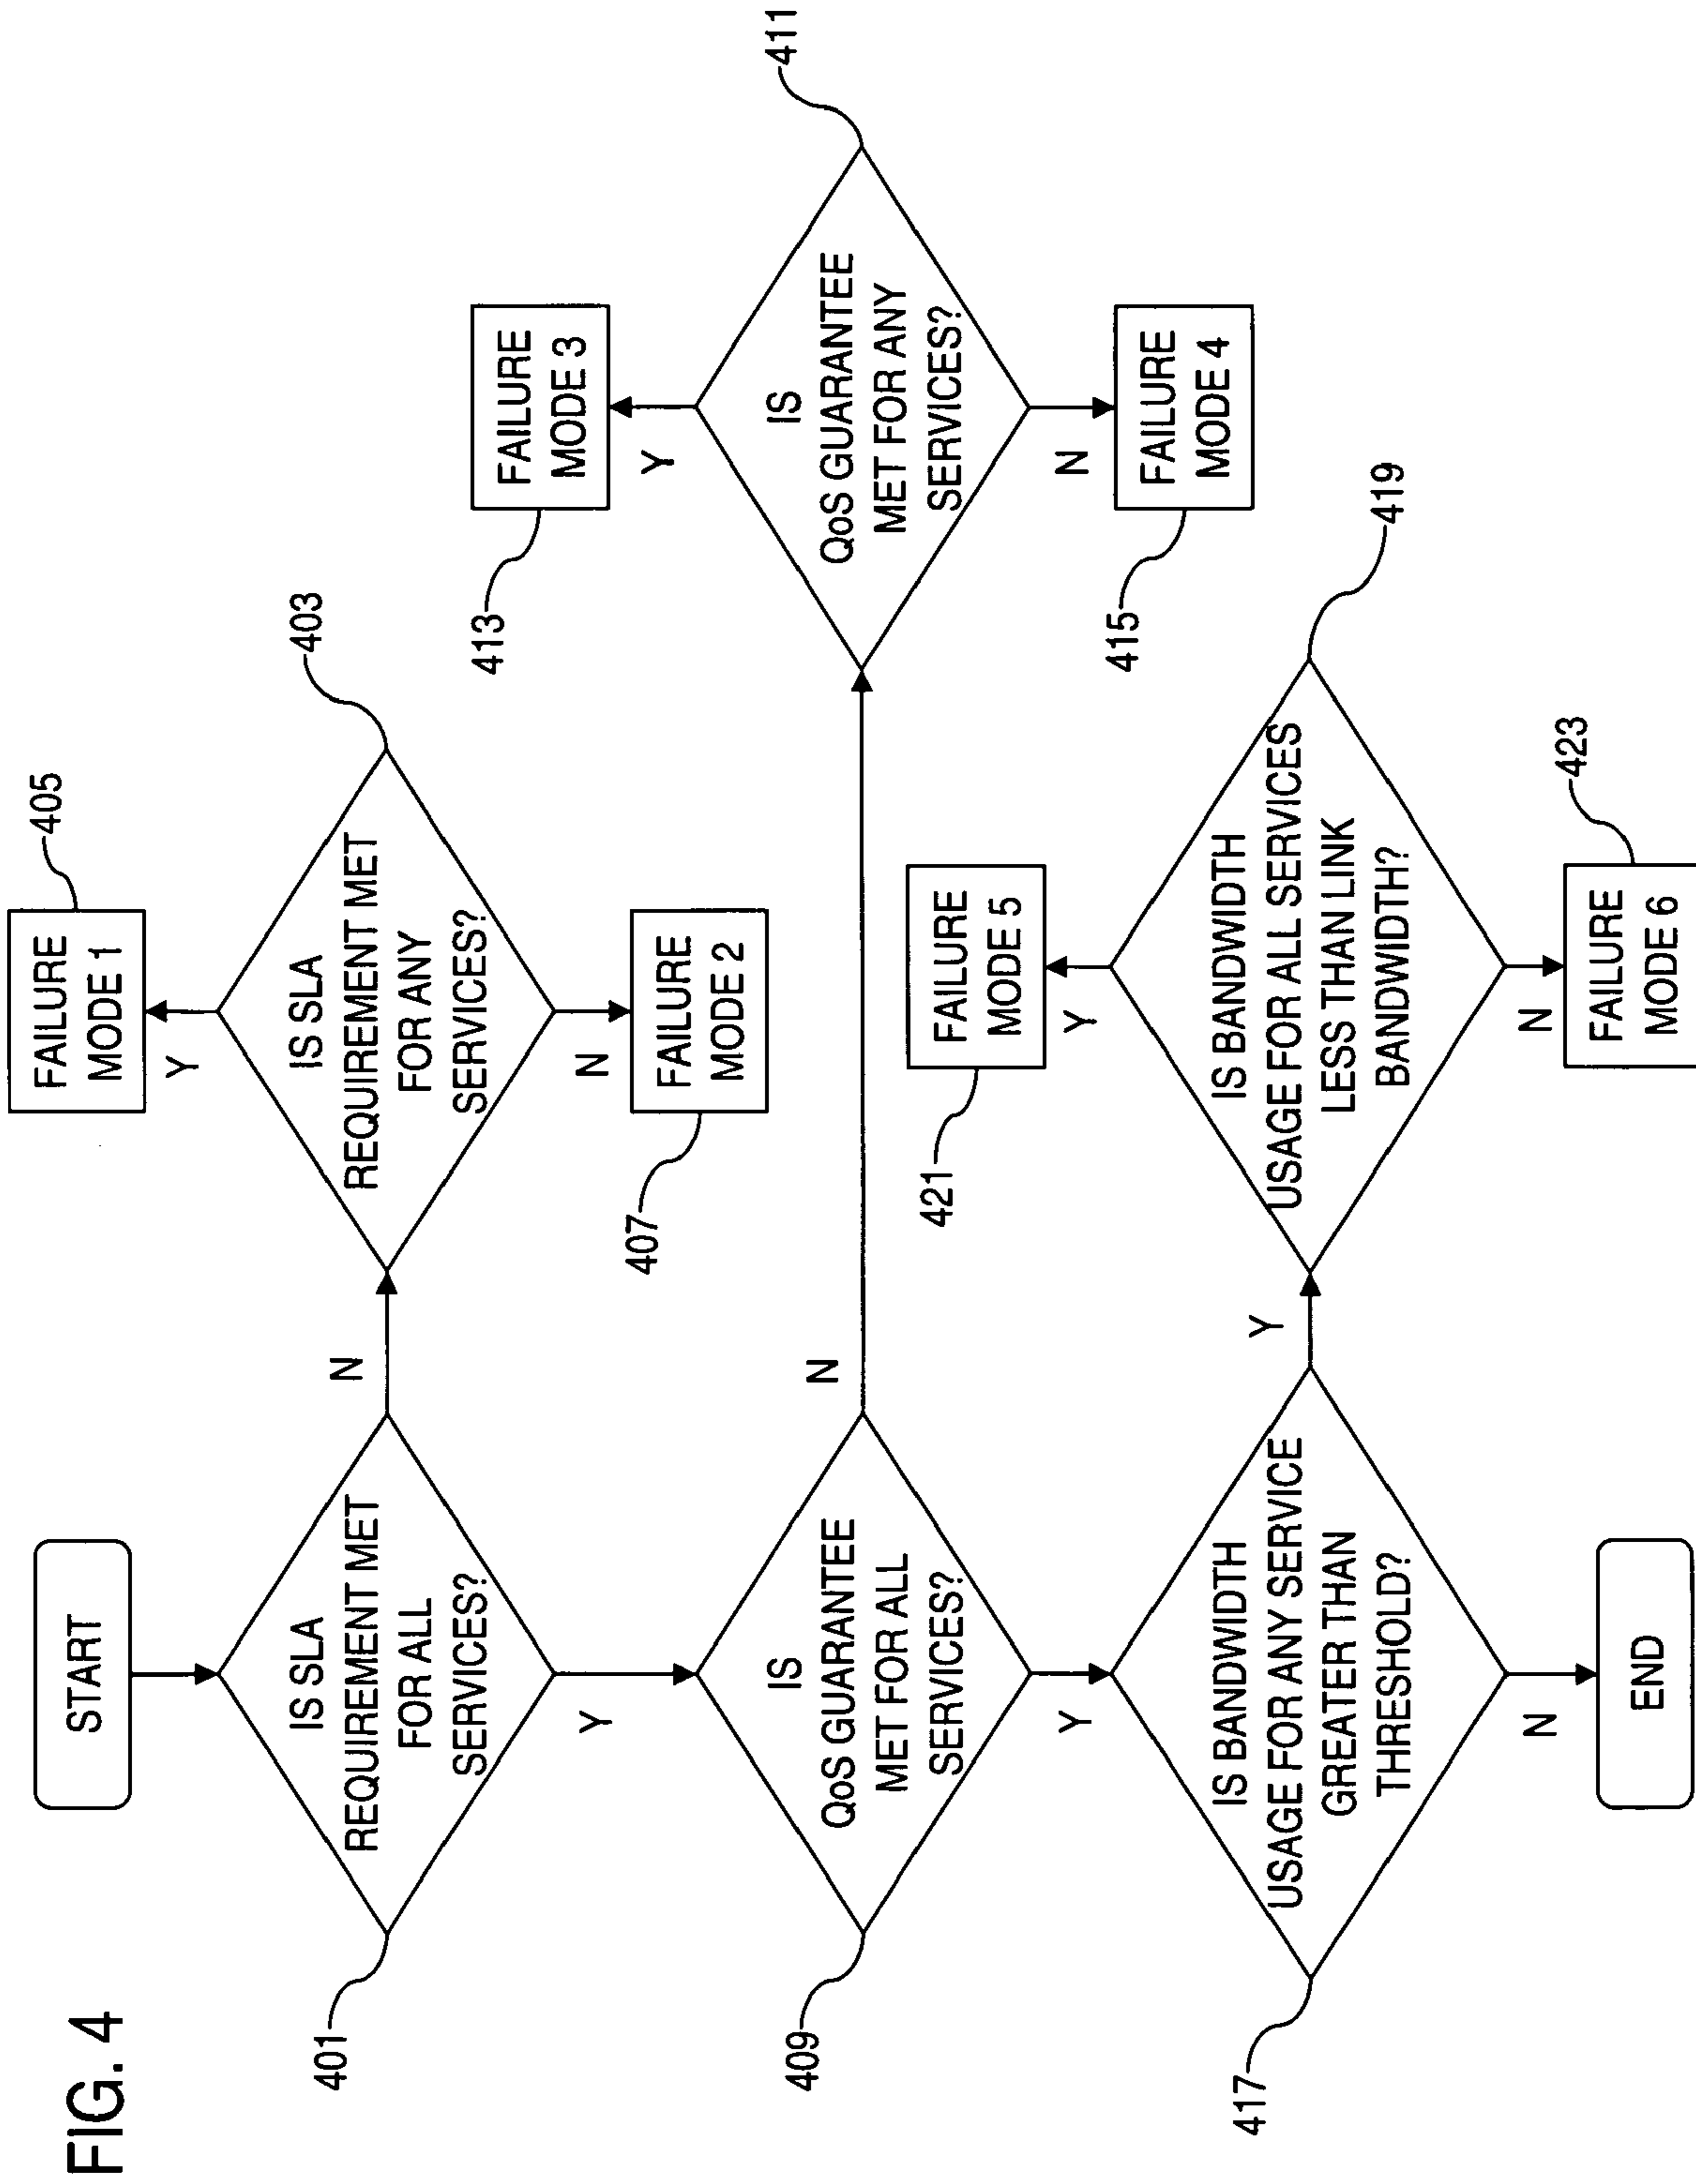 FIG. 4
START
401
IS SLA
REQUIREMENT MET
FOR ALL
SERVICES?
N
Y
403
IS SLA
REQUIREMENT MET
FOR ANY
SERVICES?
Y
405
FAILURE
MODE 1
N
407
FAILURE
MODE 2
409
IS
QoS GUARANTEE
MET FOR ALL
SERVICES?
N
Y
411
IS
QoS GUARANTEE
MET FOR ANY
SERVICES?
Y
413
FAILURE
MODE 3
N
415
FAILURE
MODE 4
417
IS BANDWIDTH
USAGE FOR ANY SERVICE
GREATER THAN
THRESHOLD?
Y
N
419
IS BANDWIDTH
USAGE FOR ALL SERVICES
LESS THAN LINK
BANDWIDTH?
Y
421
FAILURE
MODE 5
N
423
FAILURE
MODE 6
END